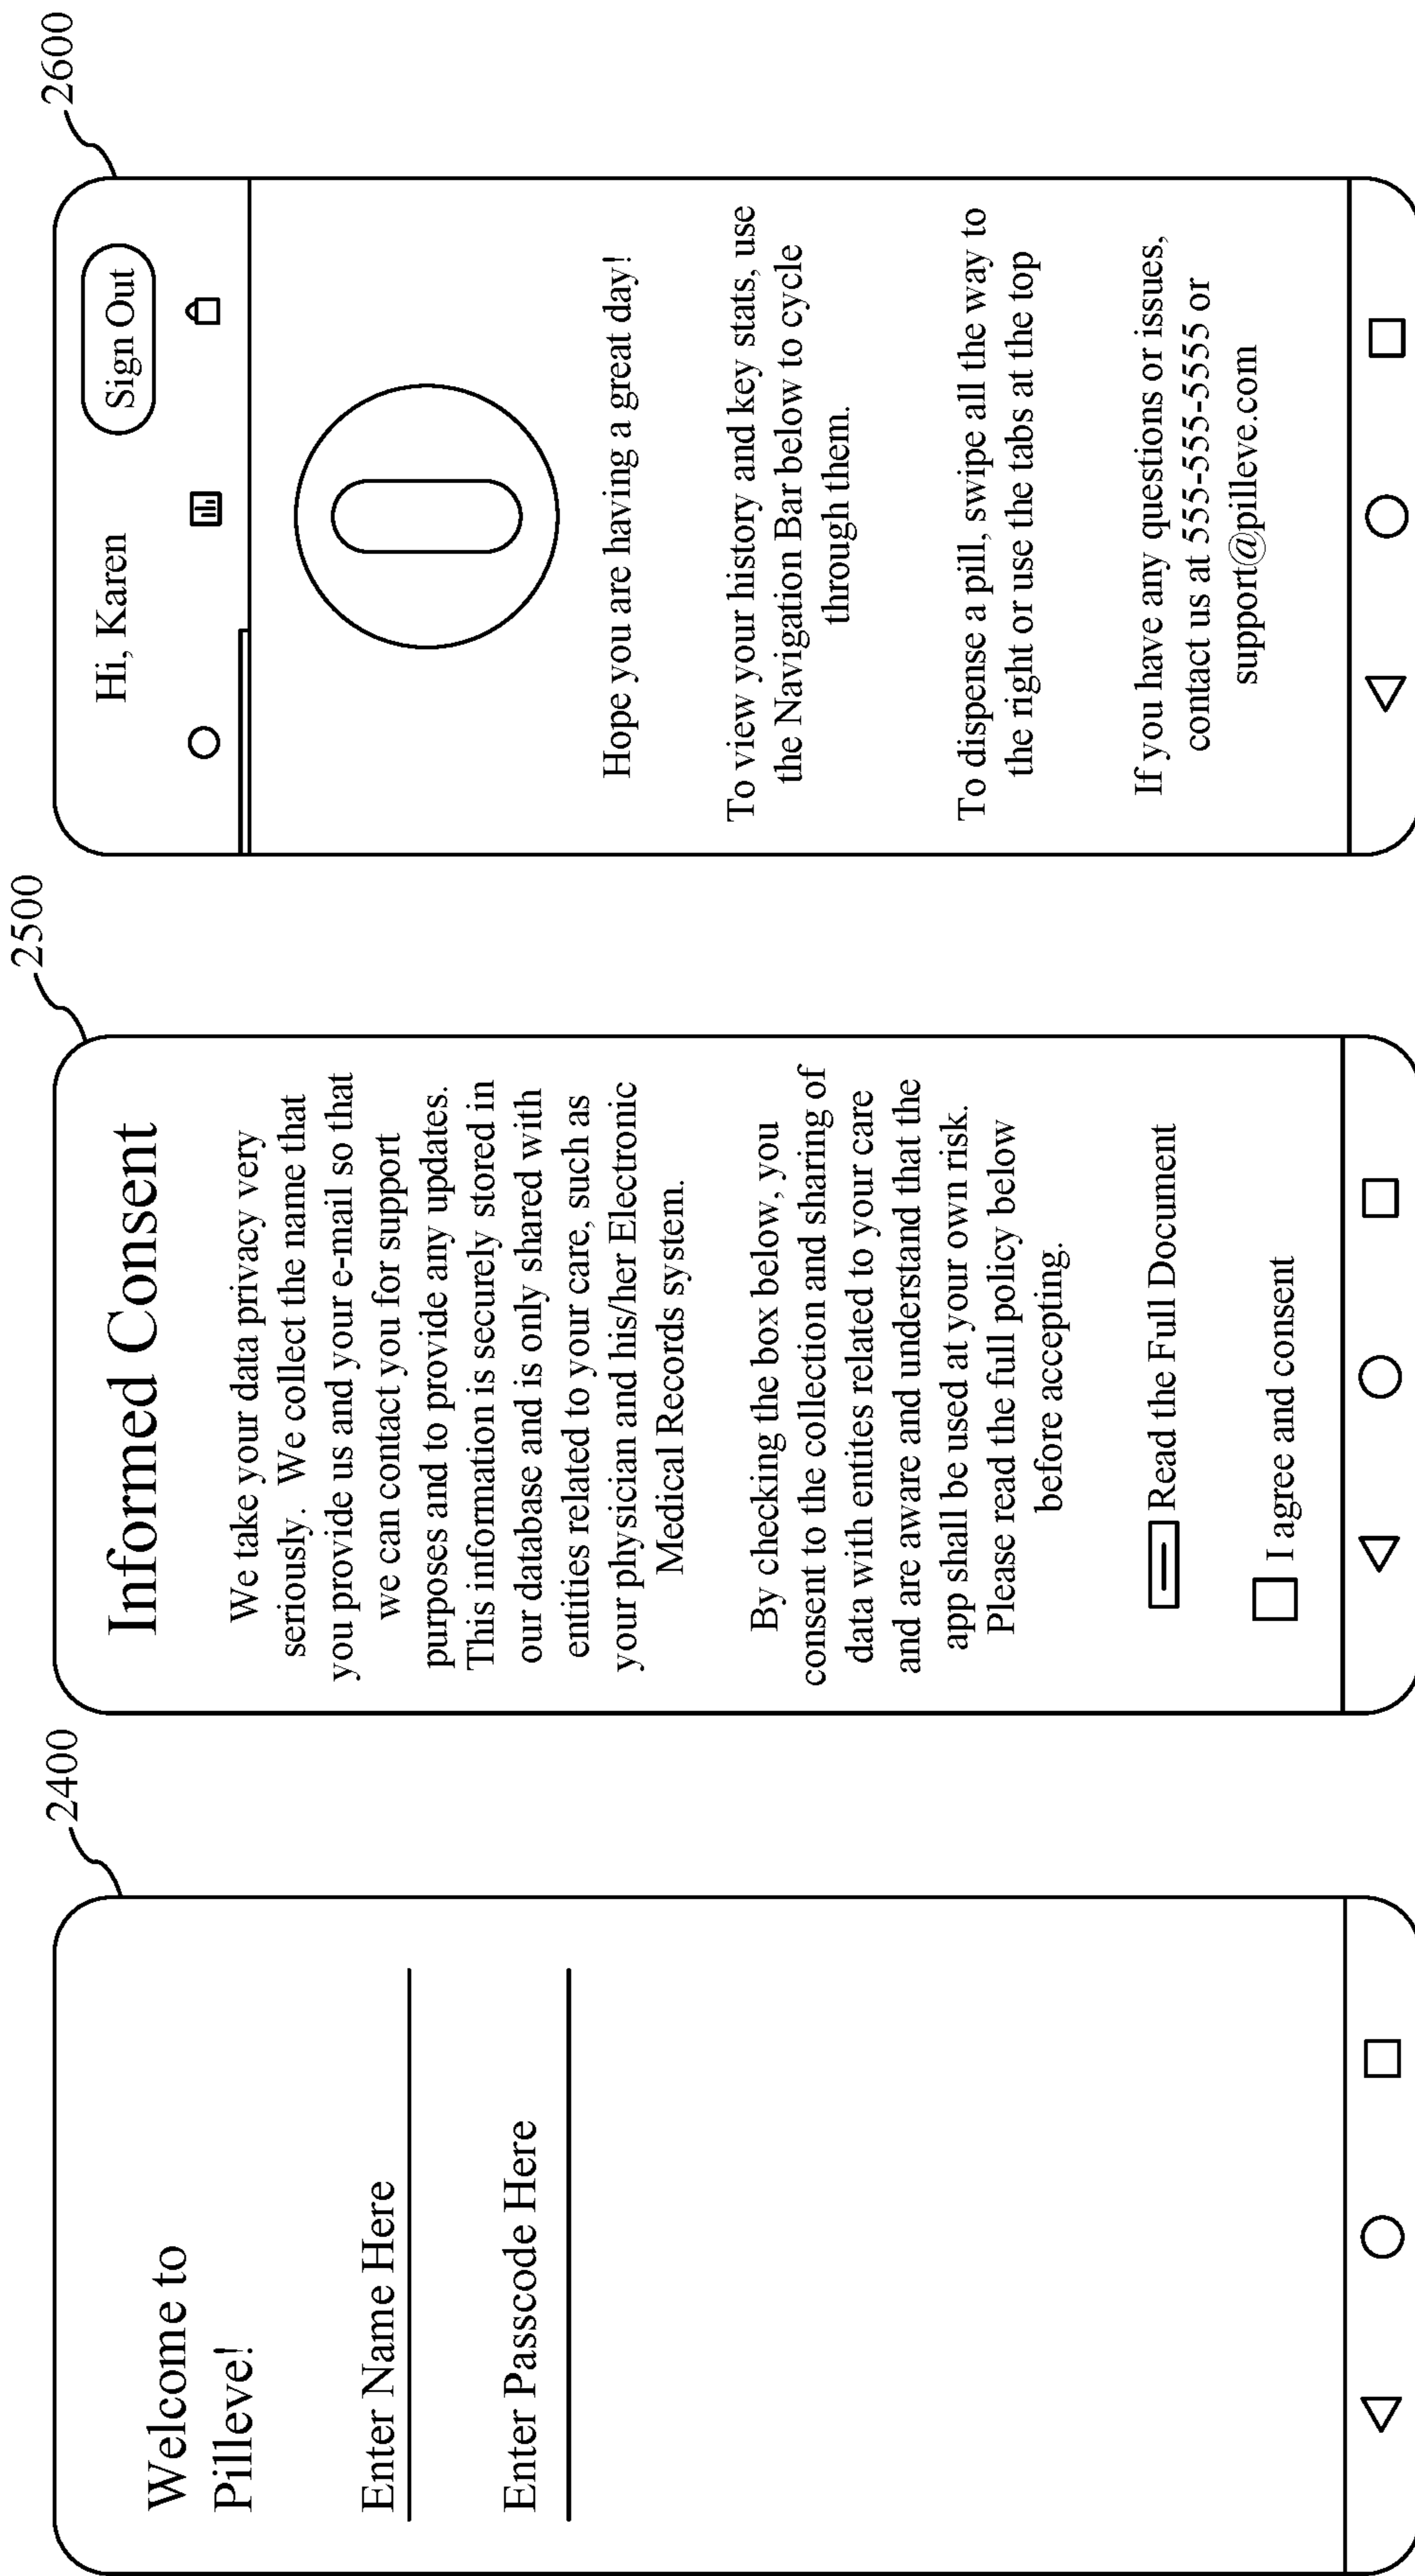 2400
Welcome to
Pilleve!
Enter Name Here
Enter Passcode Here
2500
Informed Consent
We take your data privacy very
seriously. We collect the name that
you provide us and your e-mail so that
we can contact you for support
purposes and to provide any updates.
This information is securely stored in
our database and is only shared with
entities related to your care, such as
your physician and his/her Electronic
Medical Records system.
By checking the box below, you
consent to the collection and sharing of
data with entites related to your care
and are aware and understand that the
app shall be used at your own risk.
Please read the full policy below
before accepting.
Read the Full Document
I agree and consent
2600
Hi, Karen
Sign Out
Hope you are having a great day!
To view your history and key stats, use
the Navigation Bar below to cycle
through them.
To dispense a pill, swipe all the way to
the right or use the tabs at the top
If you have any questions or issues,
contact us at 555-555-5555 or
support@pilleve.com